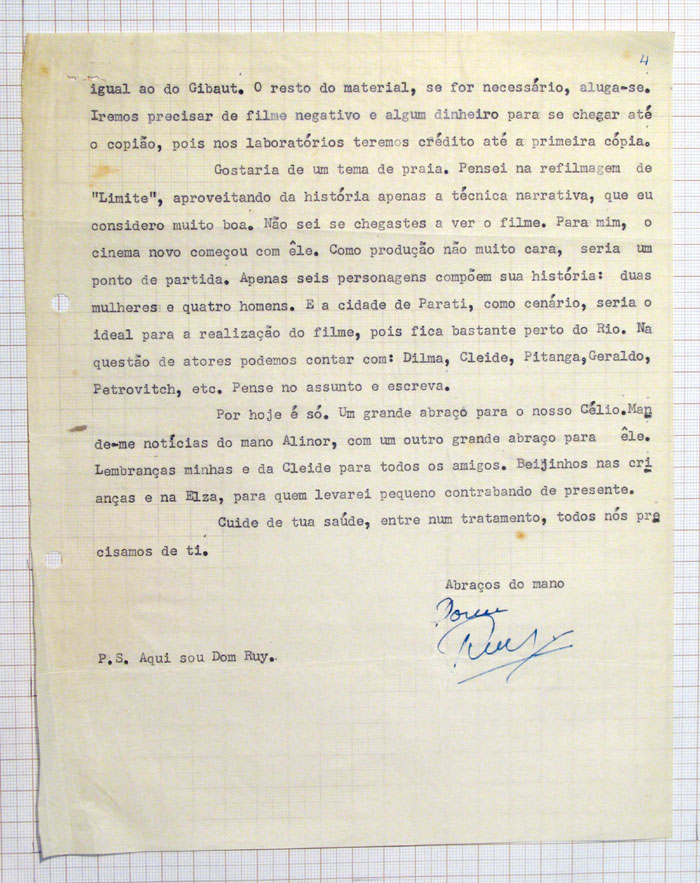 4
igual ao do Gibaut. O resto do material, se for necessário, aluga-se.
Iremos precisar de filme negativo e algum dinheiro para se chegar até
o copião, pois nos laboratórios teremos crédito até a primeira cópia.
Gostaria de um tema de praia. Pensei na refilmagem de
"Limite", aproveitando da história apenas a técnica narrativa, que eu
considero muito boa. Não sei se chegastes a ver o filme. Para mim, o
cinema novo começou com êle. Como produção não muito cara, seria um
ponto de partida. Apenas seis personagens compõem sua história: duas
mulheres e quatro homens. E a cidade de Parati, como cenário, seria o
ideal para a realização do filme, pois fica bastante perto do Rio. Na
questão de atores podemos contar com: Dilma, Cleide, Pitanga,Geraldo,
Petrovitch, etc. Pense no assunto e escreva.
Por hoje é só. Um grande abraço para o nosso Célio.Man
de-me notícias do mano Alinor, com um outro grande abraço para êle.
Lembranças minhas e da Cleide para todos os amigos. Beijinhos nas cri
anças e na Elza, para quem levarei pequeno contrabando de presente.
Cuide de tua saúde, entre num tratamento, todos nós pre
cisamos de ti.
Abraços do mano
P.S. Aqui sou Dom Ruy.